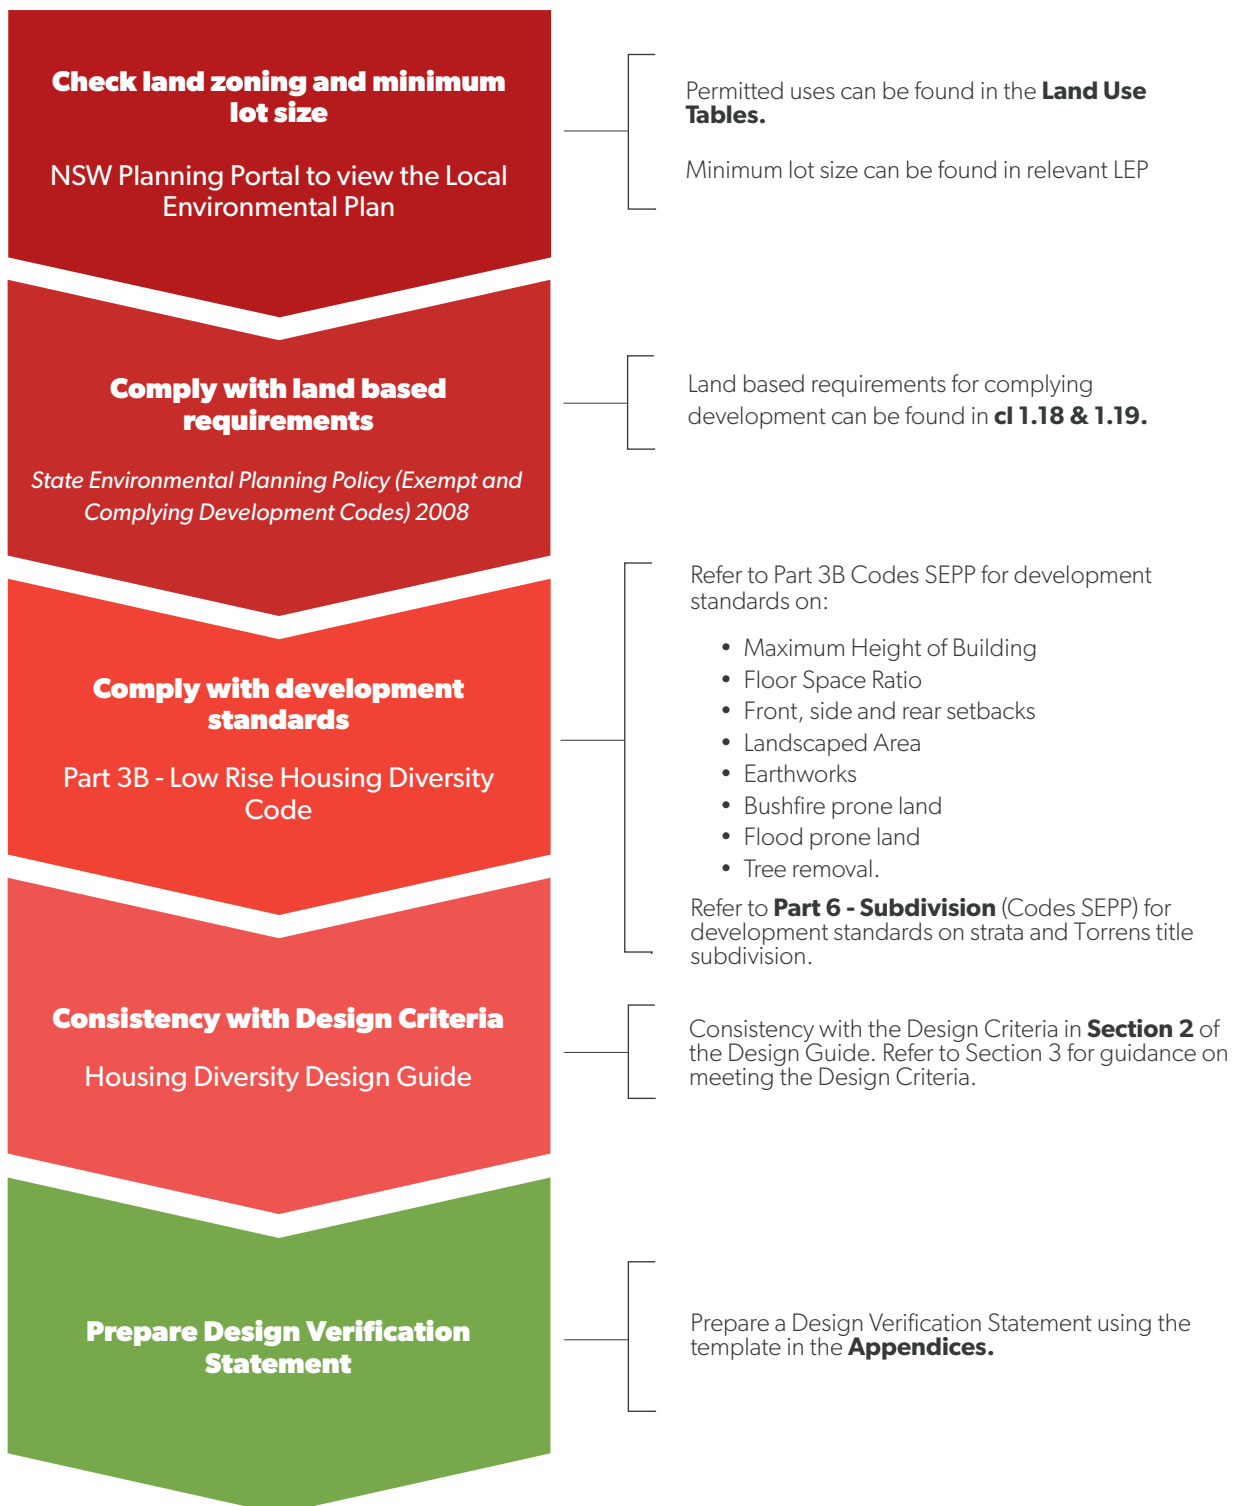 Check land zoning and minimum
lot size
NSW Planning Portal to view the Local
Environmental Plan
Permitted uses can be found in the Land Use
Tables.
Minimum lot size can be found in relevant LEP
Comply with land based
requirements
State Environmental Planning Policy (Exempt and
Complying Development Codes) 2008
Land based requirements for complying
development can be found in cl 1.18 & 1.19.
Comply with development
standards
Part 3B - Low Rise Housing Diversity
Code
Refer to Part 3B Codes SEPP for development
standards on:
• Maximum Height of Building
• Floor Space Ratio
• Front, side and rear setbacks
• Landscaped Area
• Earthworks
• Bushfire prone land
• Flood prone land
• Tree removal.
Refer to Part 6 - Subdivision (Codes SEPP) for
development standards on strata and Torrens title
subdivision.
Consistency with Design Criteria
Housing Diversity Design Guide
Consistency with the Design Criteria in Section 2 of
the Design Guide. Refer to Section 3 for guidance on
meeting the Design Criteria.
Prepare Design Verification
Statement
Prepare a Design Verification Statement using the
template in the Appendices.